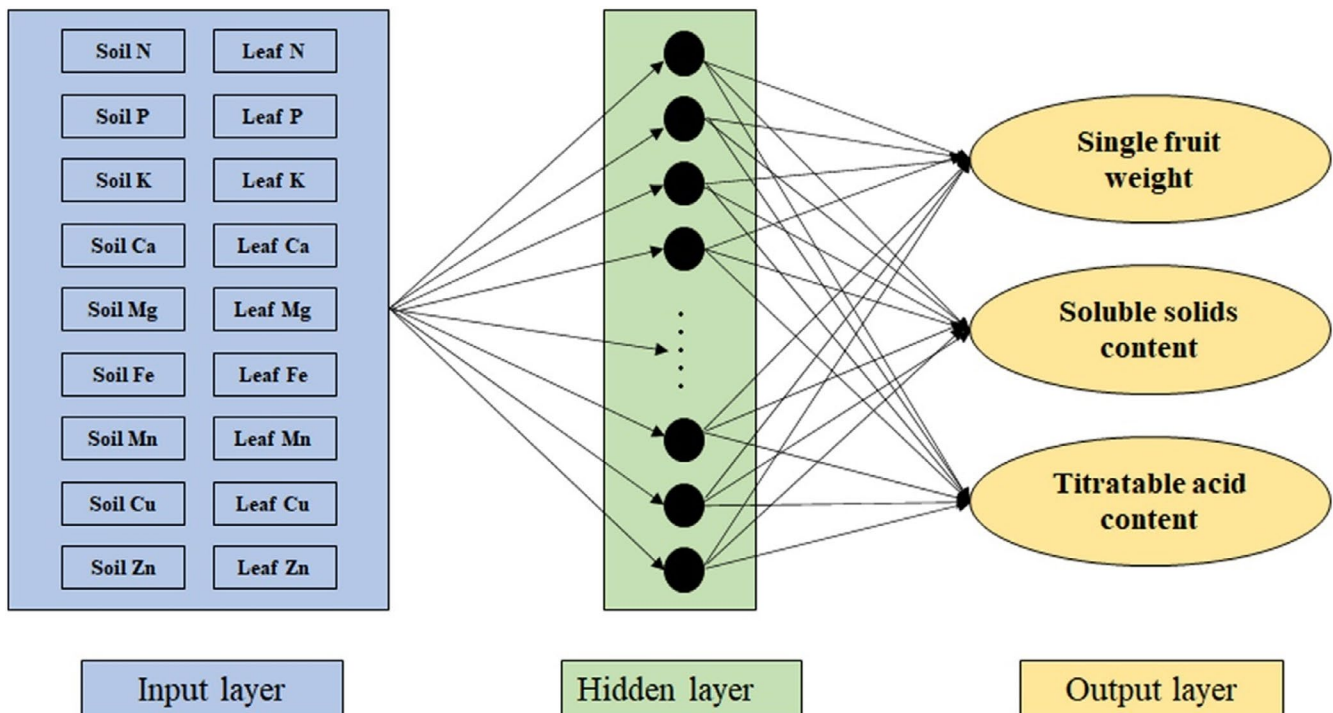 Soil N Leaf N
Soil P Leaf P
Soil K Leaf K
Soil Ca Leaf Ca
Soil Mg Leaf Mg
Soil Fe Leaf Fe
Soil Mn Leaf Mn
Soil Cu Leaf Cu
Soil Zn Leaf Zn
Single fruit
weight
Soluble solids
content
Titratable acid
content
Input layer
Hidden layer
Output layer